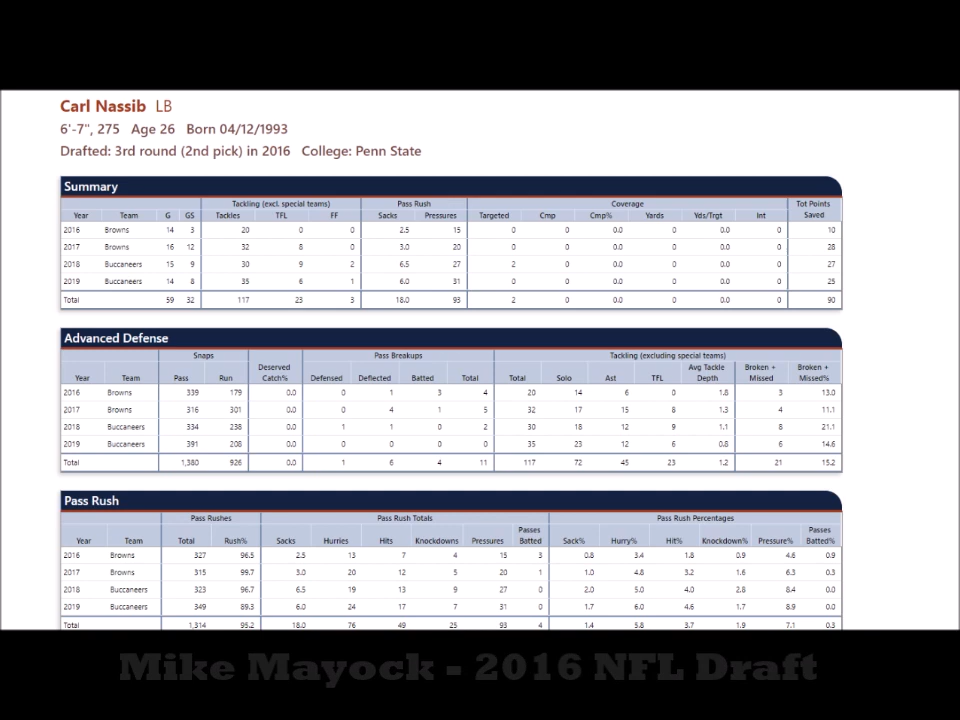 Carl Nassib LB
6'-7", 275 Age 26 Born 04/12/1993
Drafted: 3rd round (2nd pick) in 2016 College: Penn State
Summary
Tackling (excl. special teams) Pass Rush Coverage Tot Points
Year Team G GS Tackles TFL FF Sacks Pressures Targeted Cmp Cmp% Yards Yds/Trgt Int Saved
2016 Browns 14 3 20 0 0 2.5 15 0 0 0.0 0 0.0 0 10
2017 Browns 16 12 32 8 0 3.0 20 0 0 0.0 0 0.0 0 28
2018 Buccaneers 15 9 30 9 2 6.5 27 2 0 0.0 0 0.0 0 27
2019 Buccaneers 14 8 35 6 1 6.0 31 0 0 0.0 0 0.0 0 25
Total 59 32 117 23 3 18.0 93 2 0 0.0 0 0.0 0 90
Advanced Defense
Snaps Pass Breakups Tackling (excluding special teams)
Deserved Avg Tackle Broken + Broken +
Year Team Pass Run Catch% Defensed Deflected Batted Total Total Solo Ast TFL Depth Missed Missed%
2016 Browns 339 179 0.0 0 1 3 4 20 14 6 0 1.8 3 13.0
2017 Browns 316 301 0.0 0 4 1 5 32 17 15 8 1.3 4 11.1
2018 Buccaneers 334 238 0.0 1 1 0 2 30 18 12 9 1.1 8 21.1
2019 Buccaneers 391 208 0.0 0 0 0 0 35 23 12 6 0.8 6 14.6
Total 1,380 926 0.0 1 6 4 11 117 72 45 23 1.2 21 15.2
Pass Rush
Pass Rushes Pass Rush Totals Pass Rush Percentages
Passes Passes
Year Team Total Rush% Sacks Hurries Hits Knockdowns Pressures Batted Sack% Hurry% Hit% Knockdown% Pressure% Batted%
2016 Browns 327 96.5 2.5 13 7 4 15 3 0.8 3.4 1.8 0.9 4.6 0.9
2017 Browns 315 99.7 3.0 20 12 5 20 1 1.0 4.8 3.2 1.6 6.3 0.3
2018 Buccaneers 323 96.7 6.5 19 13 9 27 0 2.0 5.0 4.0 2.8 8.4 0.0
2019 Buccaneers 349 89.3 6.0 24 17 7 31 0 1.7 6.0 4.6 1.7 8.9 0.0
Total 1,314 95.2 18.0 76 49 25 93 4 1.4 5.8 3.7 1.9 7.1 0.3
Mike Mayock - 2016 NFL Draft